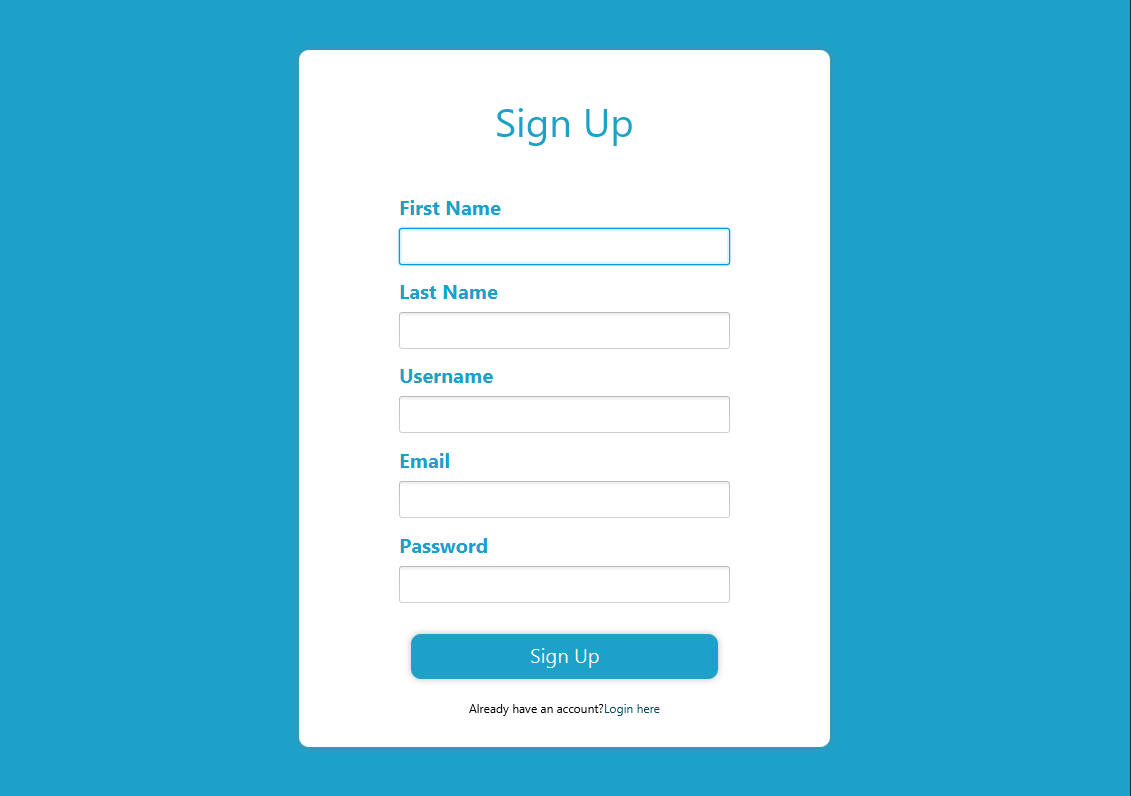 Sign Up
First Name
Last Name
Username
Email
Password
Sign Up
Already have an account?Login here